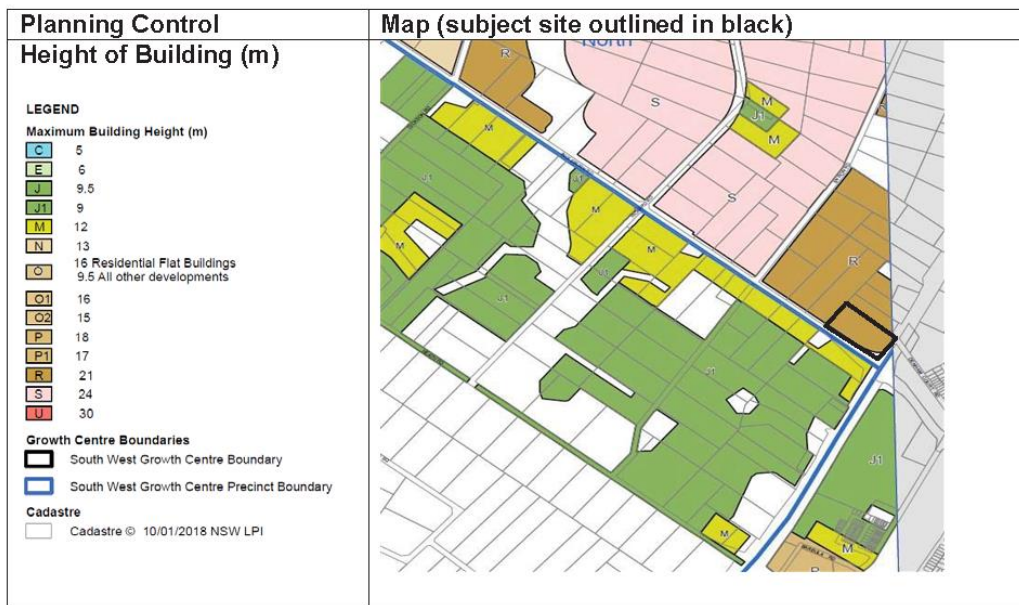 Planning Control
Map (subject site outlined in black)
Height of Building (m)
LEGEND
Maximum Building Height (m)
C 5
E 6
J 9.5
J1 9
M 12
N 13
O 16 Residential Flat Buildings
9.5 All other developments
O1 16
O2 15
P 18
P1 17
R 21
S 24
U 30
Growth Centre Boundaries
South West Growth Centre Boundary
South West Growth Centre Precinct Boundary
Cadastre
Cadastre © 10/01/2018 NSW LPI
North
R
S
M
J1
M
M
J1
J1
M
S
M
M
R
J1
J1
J1
J1
M
M
R